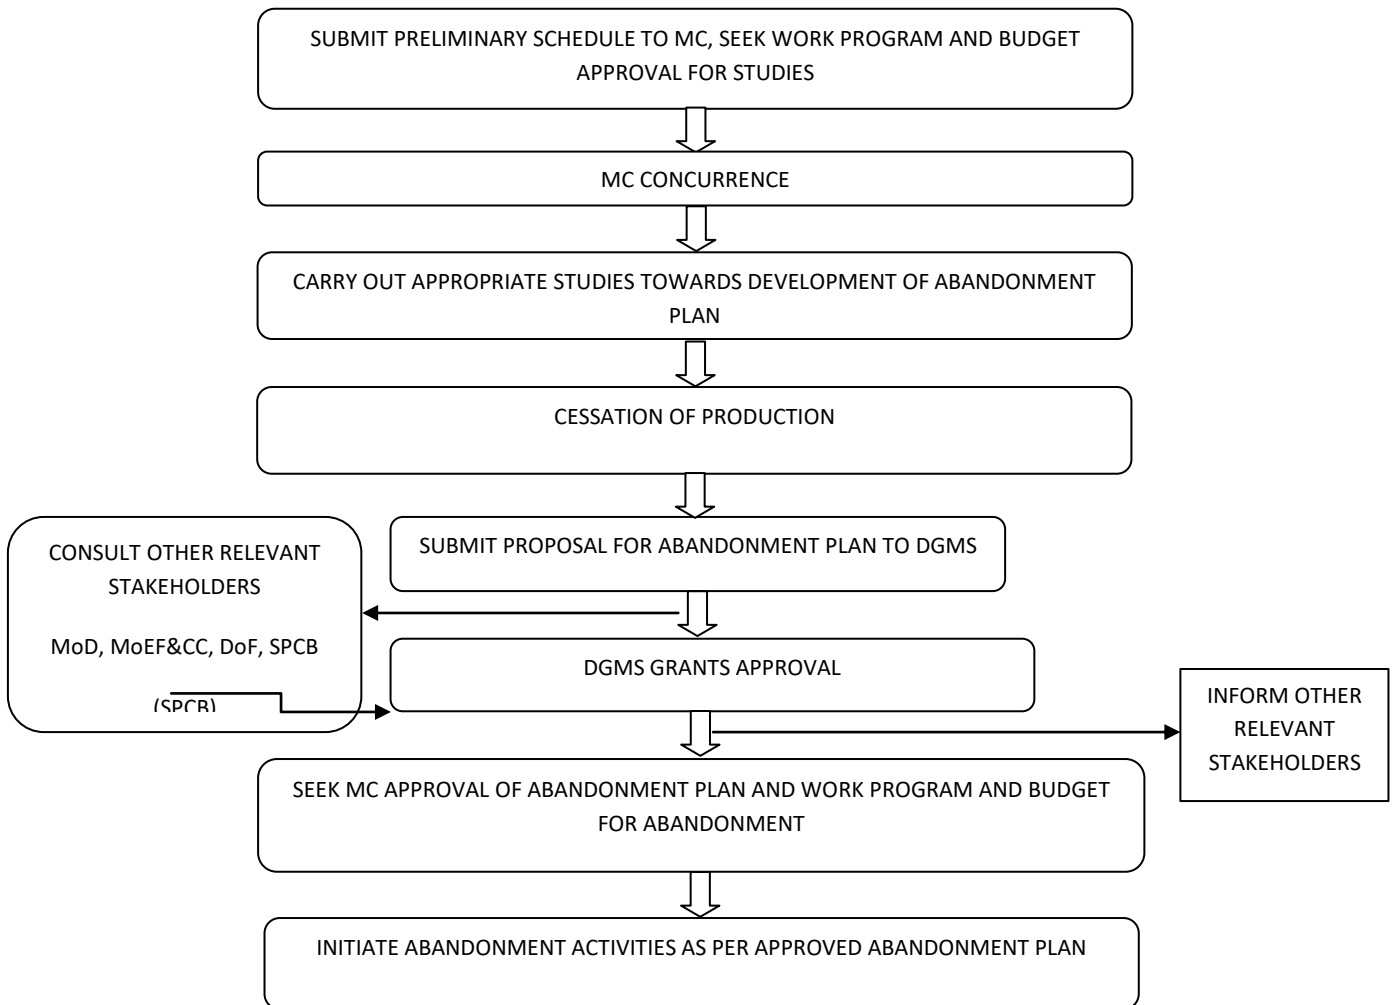 SUBMIT PRELIMINARY SCHEDULE TO MC, SEEK WORK PROGRAM AND BUDGET
APPROVAL FOR STUDIES
MC CONCURRENCE
CARRY OUT APPROPRIATE STUDIES TOWARDS DEVELOPMENT OF ABANDONMENT
PLAN
CESSATION OF PRODUCTION
SUBMIT PROPOSAL FOR ABANDONMENT PLAN TO DGMS
CONSULT OTHER RELEVANT
STAKEHOLDERS
MoD, MoEF&CC, DoF, SPCB
(SPCB)
DGMS GRANTS APPROVAL
INFORM OTHER
RELEVANT
STAKEHOLDERS
SEEK MC APPROVAL OF ABANDONMENT PLAN AND WORK PROGRAM AND BUDGET
FOR ABANDONMENT
INITIATE ABANDONMENT ACTIVITIES AS PER APPROVED ABANDONMENT PLAN